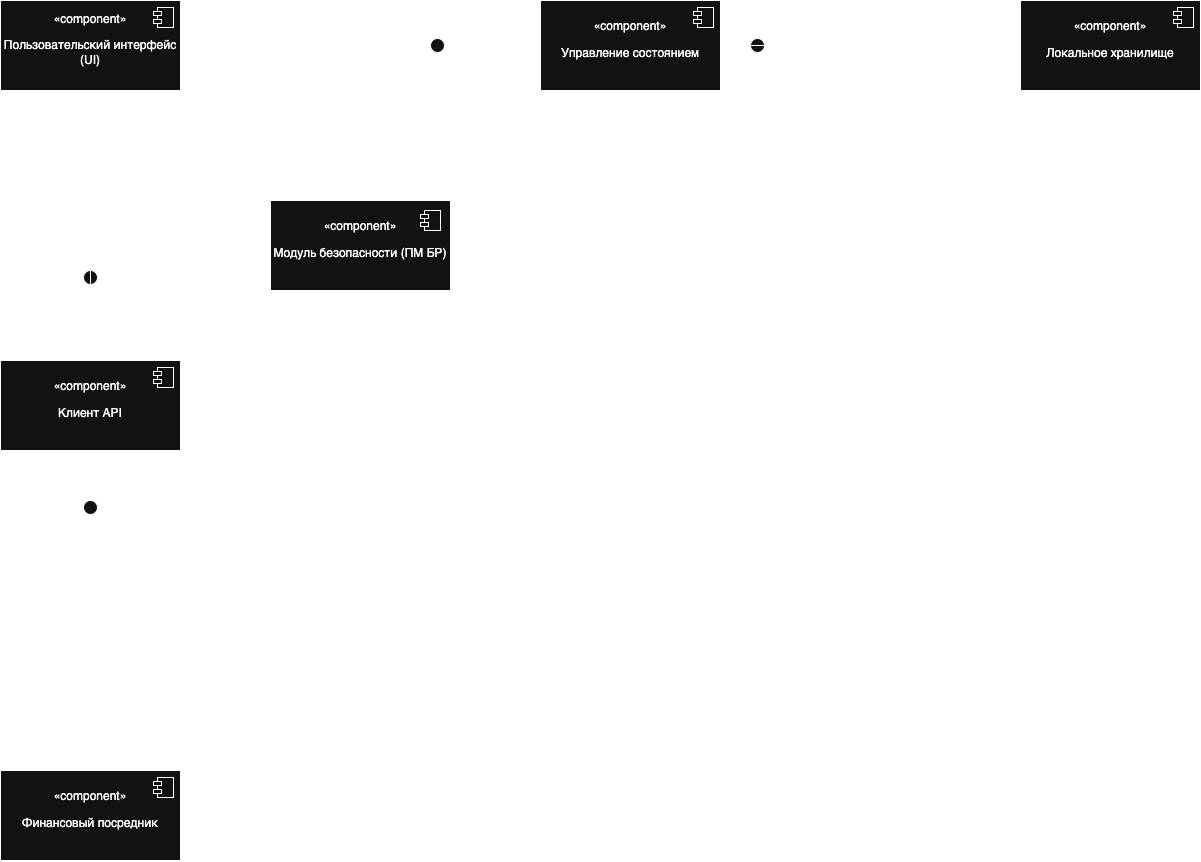 «component»
Пользовательский интерфейс
(UI)
«component»
Управление состоянием
«component»
Локальное хранилище
«component»
Модуль безопасности (ПМ БР)
«component»
Клиент API
«component»
Финансовый посредник